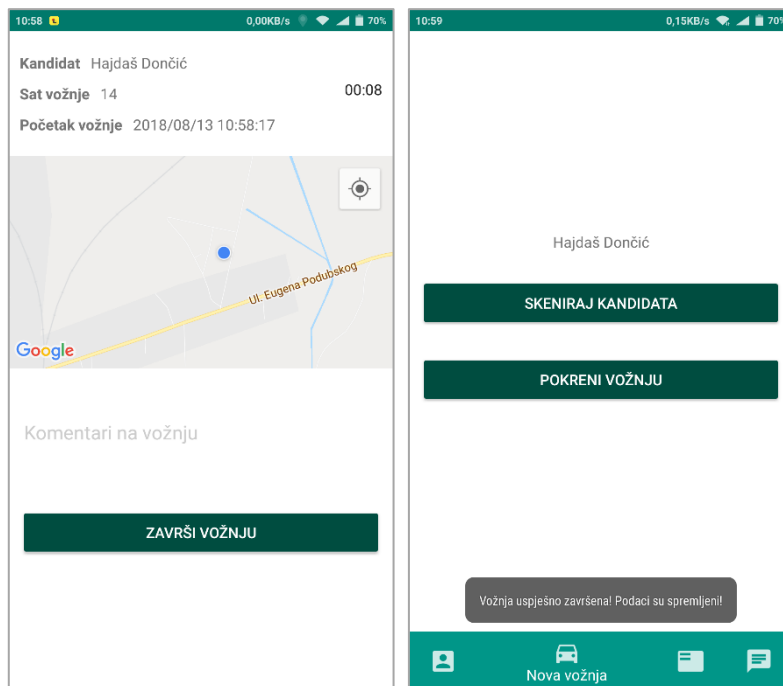 10:58 0,00KB/s 70%
Kandidat Hajdaš Dončić
Sat vožnje 14 00:08
Početak vožnje 2018/08/13 10:58:17
Ul. Eugena Podubskog
Google
Komentari na vožnju
ZAVRŠI VOŽNJU
10:59 0,15KB/s 70%
Hajdaš Dončić
SKENIRAJ KANDIDATA
POKRENI VOŽNJU
Vožnja uspješno završena! Podaci su spremljeni!
Nova vožnja